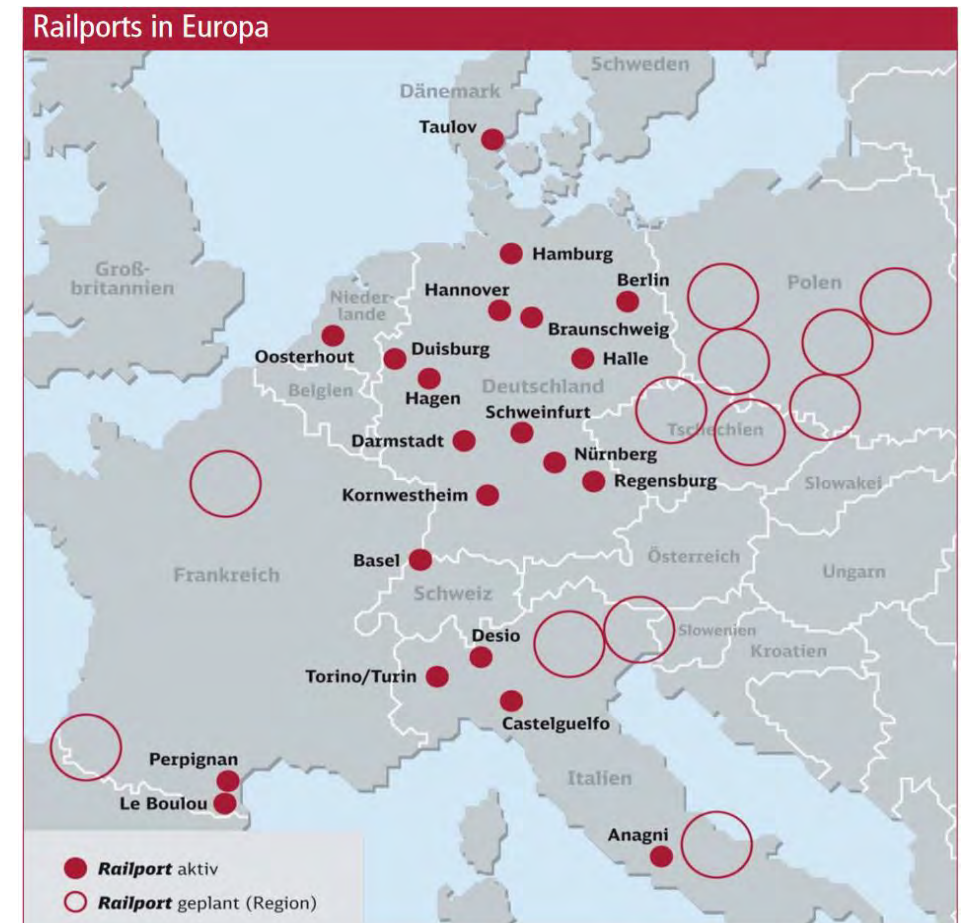 Railports in Europa
Schweden
Dänemark
Taulov
Hamburg
Groß-
britannien
Nieder-
lande
Hannover
Berlin
Polen
Braunschweig
Oosterhout
Duisburg
Halle
Belgien
Hagen
Deutschland
Schweinfurt
Tschechien
Darmstadt
Nürnberg
Regensburg
Slowakei
Kornwestheim
Basel
Österreich
Frankreich
Ungarn
Schweiz
Desio
Slowenien
Kroatien
Torino/Turin
Castelguelfo
Perpignan
Italien
Le Boulou
Anagni
Railport aktiv
Railport geplant (Region)